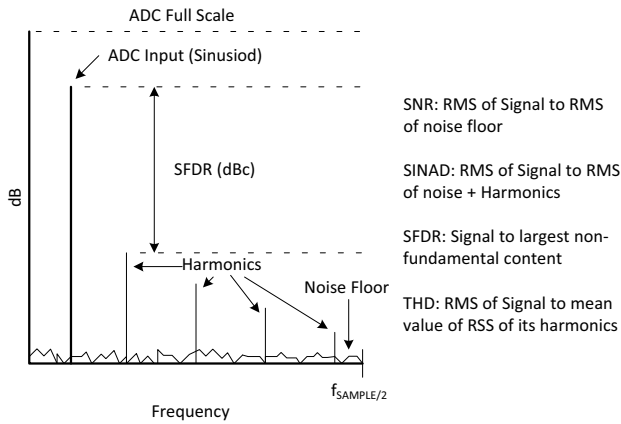 ADC Full Scale
ADC Input (Sinusiod)
SNR: RMS of Signal to RMS
of noise floor
SFDR (dBc)
SINAD: RMS of Signal to RMS
of noise + Harmonics
dB
SFDR: Signal to largest non-
fundamental content
Harmonics
Noise Floor
THD: RMS of Signal to mean
value of RSS of its harmonics
fSAMPLE/2
Frequency